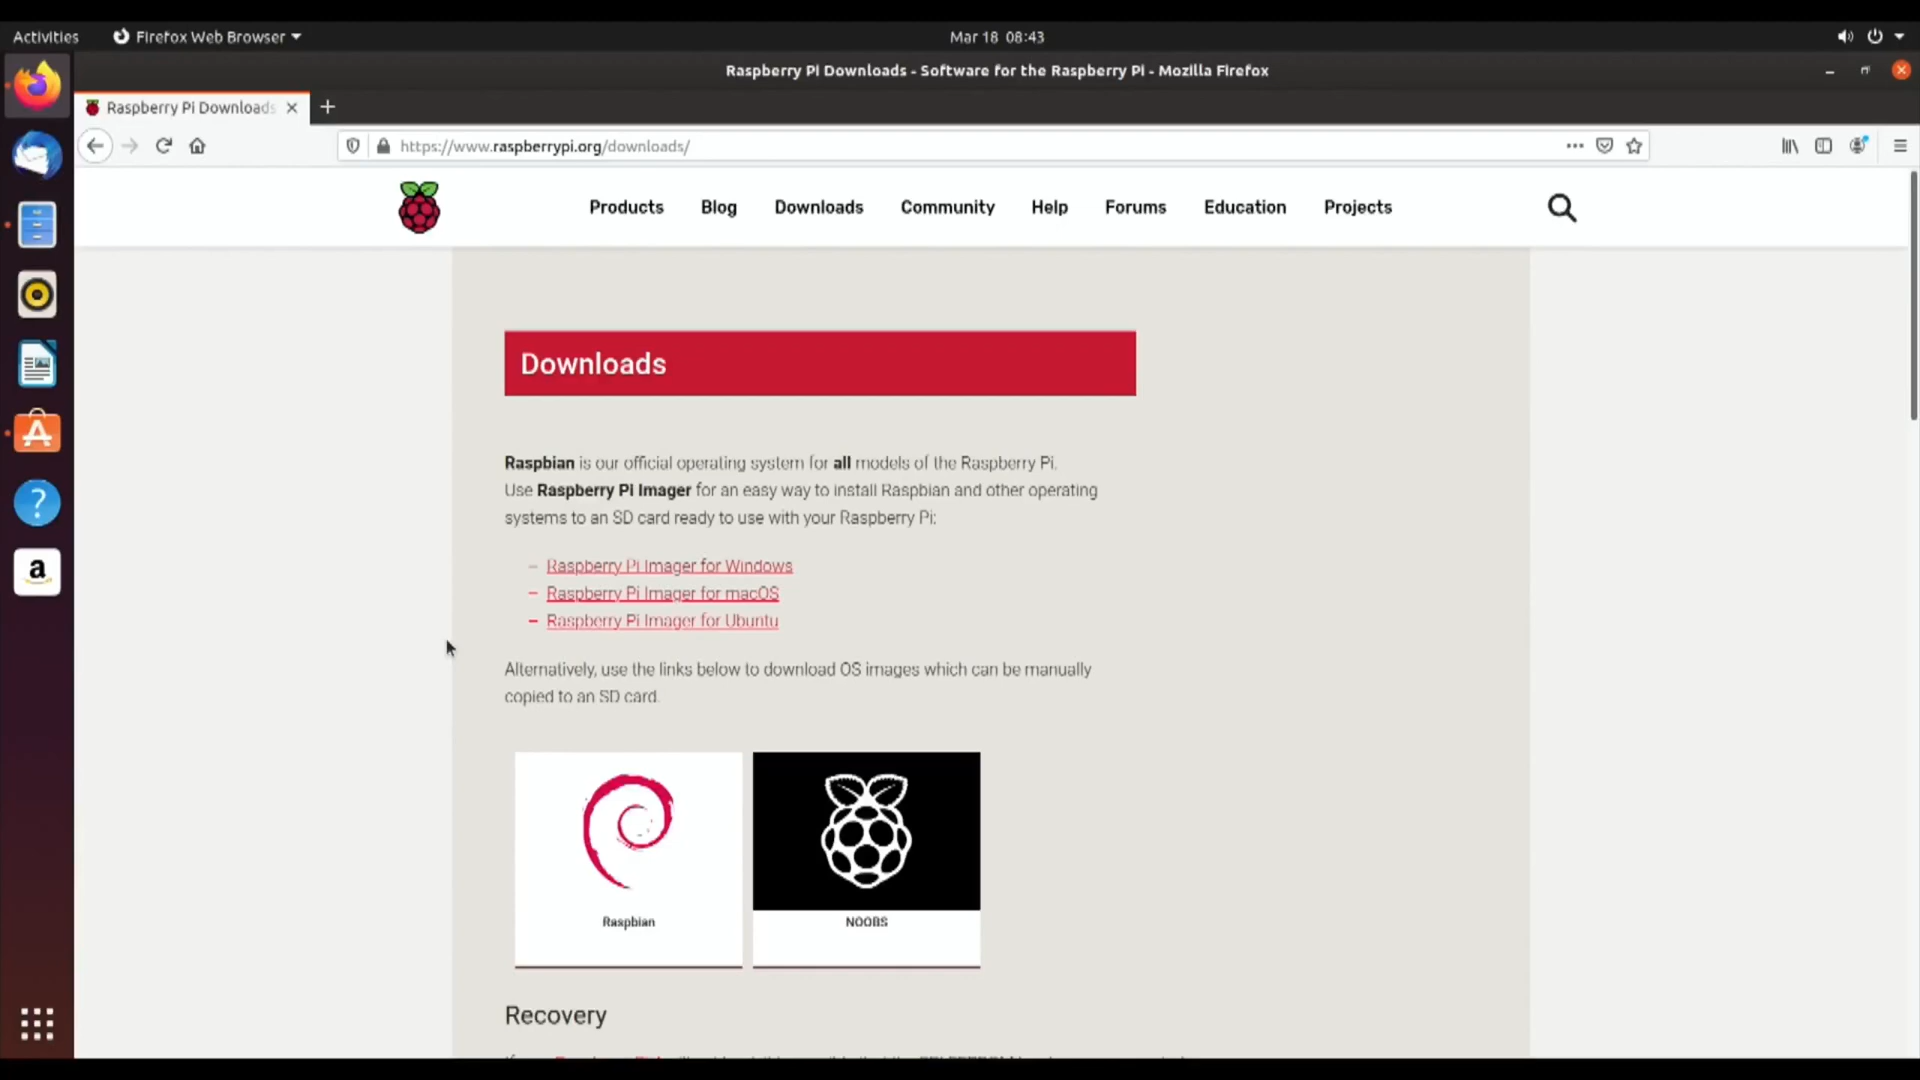 Activities
Firefox Web Browser
Mar 18 08:43
Raspberry Pi Downloads - Software for the Raspberry Pi - Mozilla Firefox
Raspberry Pi Downloads
https://www.raspberrypi.org/downloads/
Products
Blog
Downloads
Community
Help
Forums
Education
Projects
Downloads
Raspbian is our official operating system for all models of the Raspberry Pi.
Use Raspberry Pi Imager for an easy way to install Raspbian and other operating
systems to an SD card ready to use with your Raspberry Pi:
– Raspberry Pi Imager for Windows
– Raspberry Pi Imager for macOS
– Raspberry Pi Imager for Ubuntu
Alternatively, use the links below to download OS images which can be manually
copied to an SD card.
Raspbian
NOOBS
Recovery